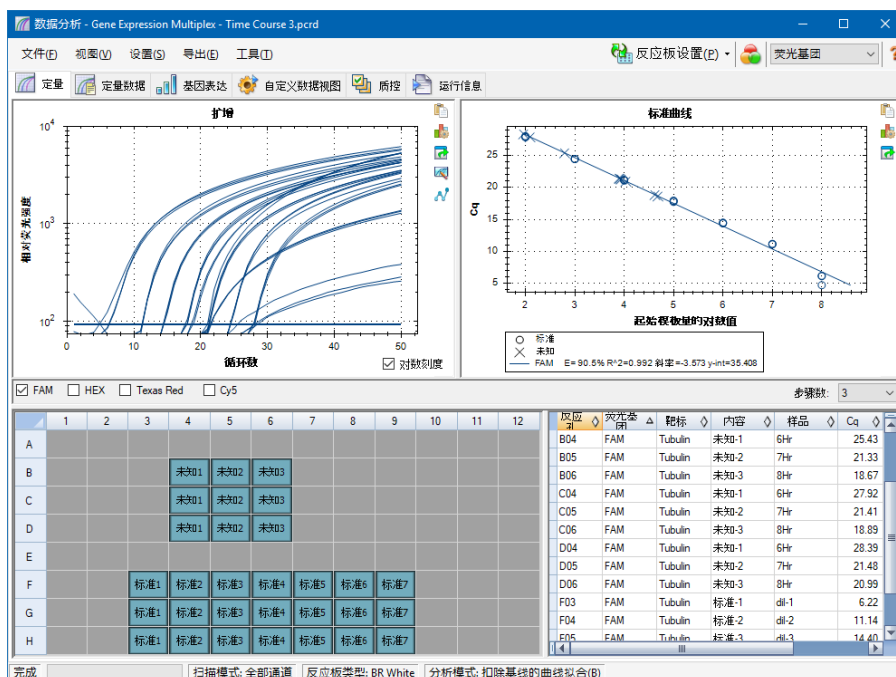 数据分析 - Gene Expression Multiplex - Time Course 3.pcrd
文件(F) 视图(V) 设置(S) 导出(E) 工具(T) 反应板设置(P) 荧光基团
定量 定量数据 基因表达 自定义数据视图 质控 运行信息
扩增
10^4
10^3
10^2
相对荧光强度
0 10 20 30 40 50
循环数
对数刻度
标准曲线
25
20
15
10
5
Cq
2 3 4 5 6 7 8
起始模板量的对数值
标准
未知
FAM E= 90.5% R^2=0.992 斜率=-3.573 y-int=35.408
FAM HEX Texas Red Cy5 步骤数: 3
1 2 3 4 5 6 7 8 9 10 11 12
A
B 未知1 未知2 未知3
C 未知1 未知2 未知3
D 未知1 未知2 未知3
E
F 标准1 标准2 标准3 标准4 标准5 标准6 标准7
G 标准1 标准2 标准3 标准4 标准5 标准6 标准7
H 标准1 标准2 标准3 标准4 标准5 标准6 标准7
反应孔 荧光基团 靶标 内容 样品 Cq
B04 FAM Tubulin 未知-1 6Hr 25.43
B05 FAM Tubulin 未知-2 7Hr 21.33
B06 FAM Tubulin 未知-3 8Hr 18.67
C04 FAM Tubulin 未知-1 6Hr 27.92
C05 FAM Tubulin 未知-2 7Hr 21.41
C06 FAM Tubulin 未知-3 8Hr 18.89
D04 FAM Tubulin 未知-1 6Hr 28.39
D05 FAM Tubulin 未知-2 7Hr 21.48
D06 FAM Tubulin 未知-3 8Hr 20.99
F03 FAM Tubulin 标准-1 dil-1 6.22
F04 FAM Tubulin 标准-2 dil-2 11.14
F05 FAM Tubulin 标准-3 dil-3 14.40
完成 扫描模式: 全部通道 反应板类型: BR White 分析模式: 扣除基线的曲线拟合(B)